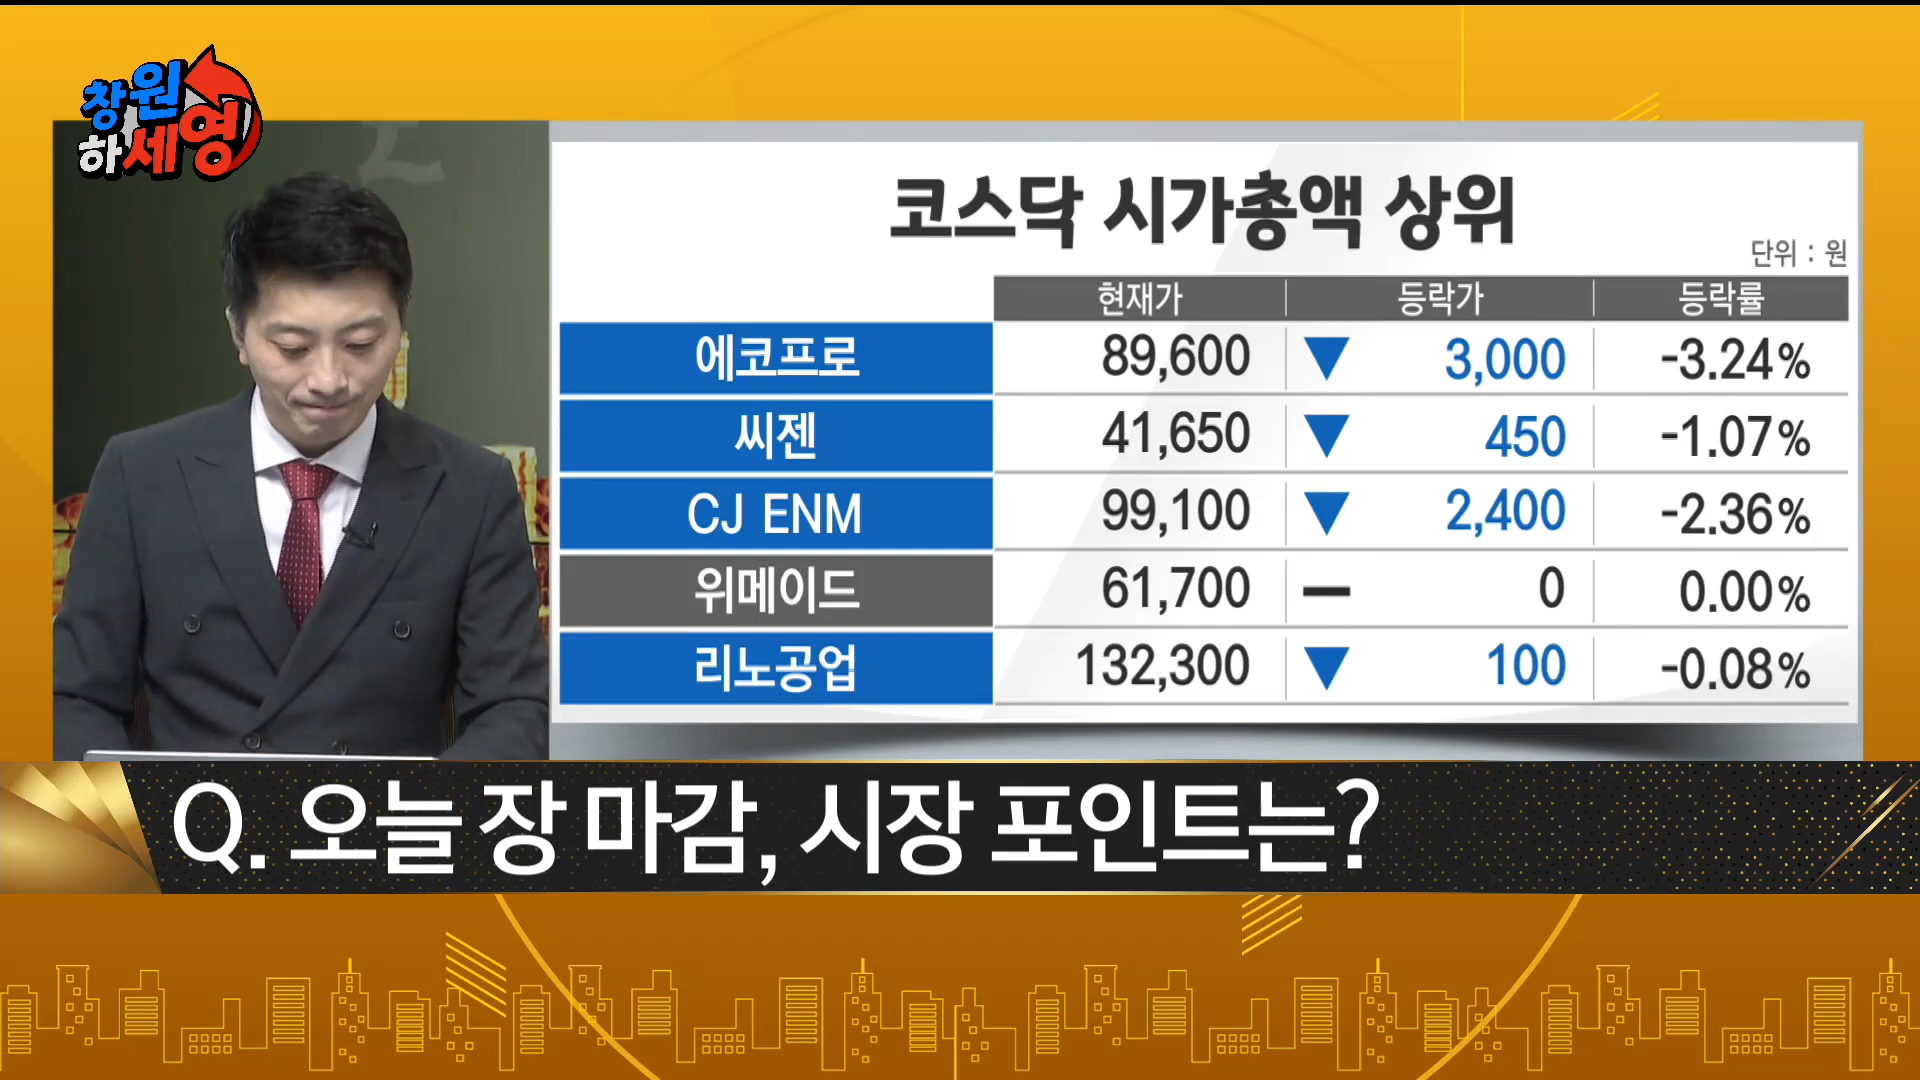 창원
하세영
코스닥 시가총액 상위
단위 : 원
현재가 등락가 등락률
에코프로 89,600 ▼ 3,000 -3.24%
씨젠 41,650 ▼ 450 -1.07%
CJ ENM 99,100 ▼ 2,400 -2.36%
위메이드 61,700 — 0 0.00%
리노공업 132,300 ▼ 100 -0.08%
Q. 오늘 장 마감, 시장 포인트는?